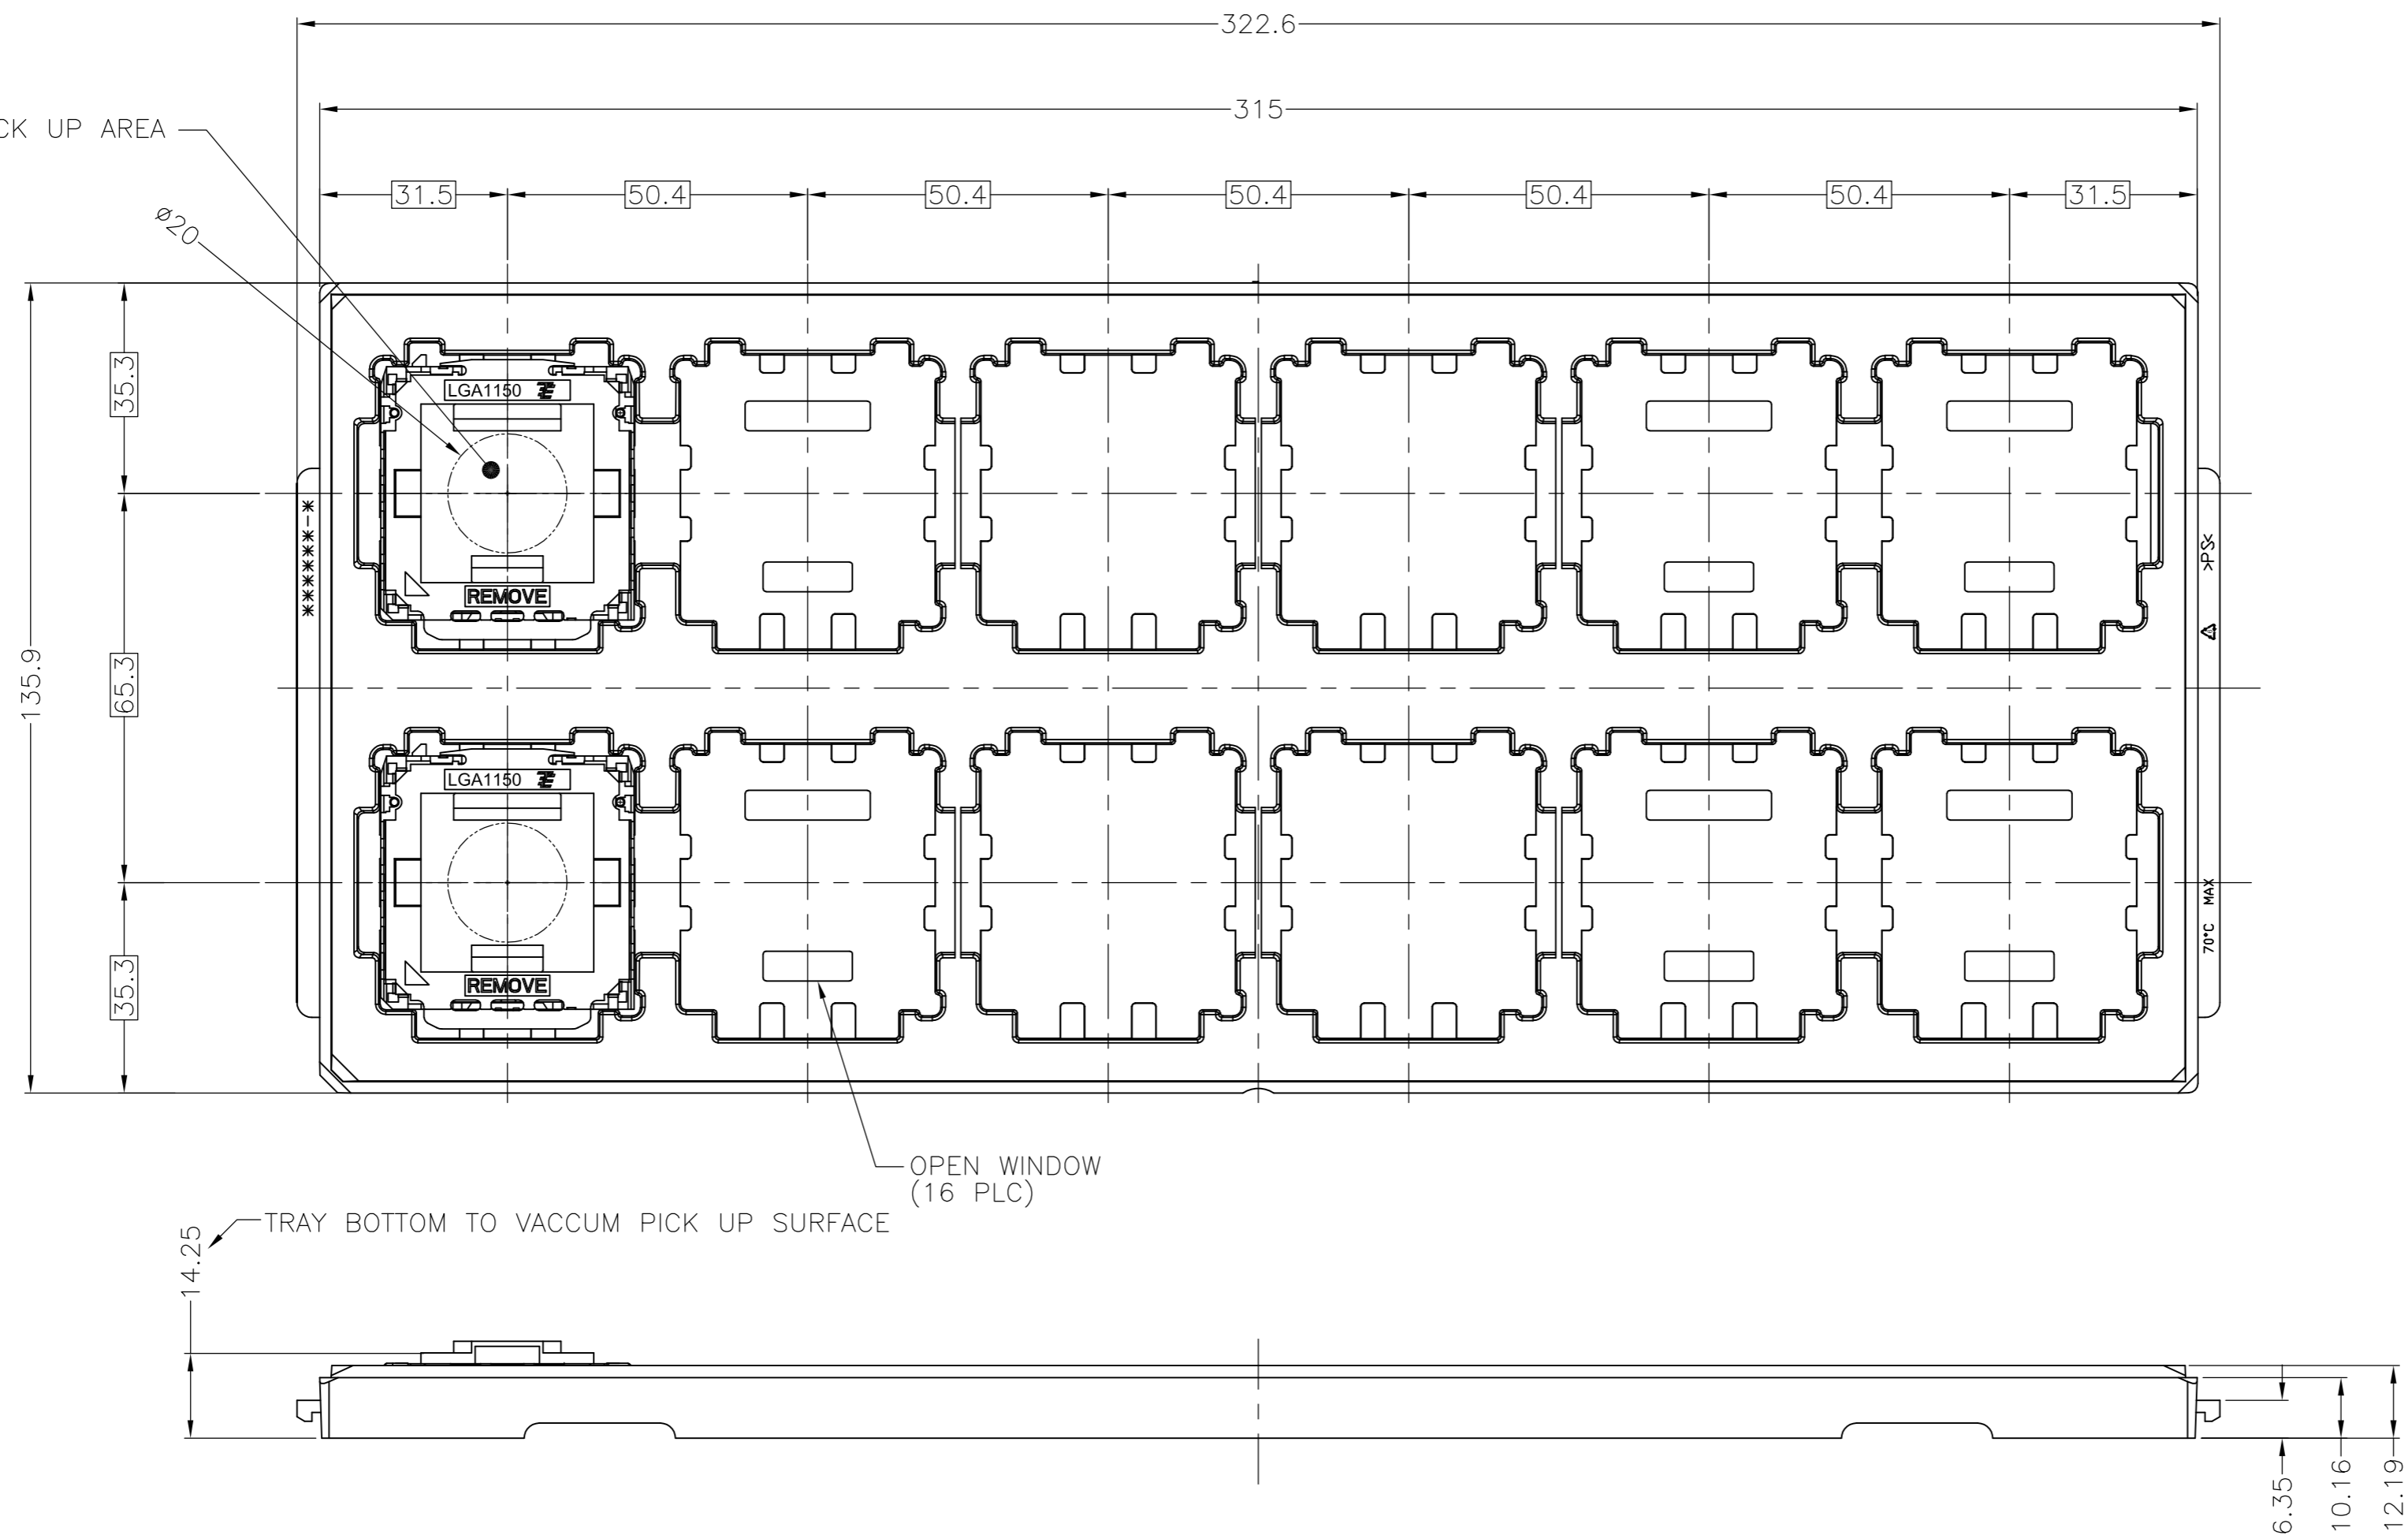 322.6
315
CK UP AREA
31.5
50.4
50.4
50.4
50.4
50.4
31.5
ø20
35.3
65.3
35.3
135.9
LGA1150
REMOVE
LGA1150
REMOVE
******-*-*
>PS<
70°C MAX
OPEN WINDOW
(16 PLC)
TRAY BOTTOM TO VACCUM PICK UP SURFACE
14.25
6.35
10.16
12.19